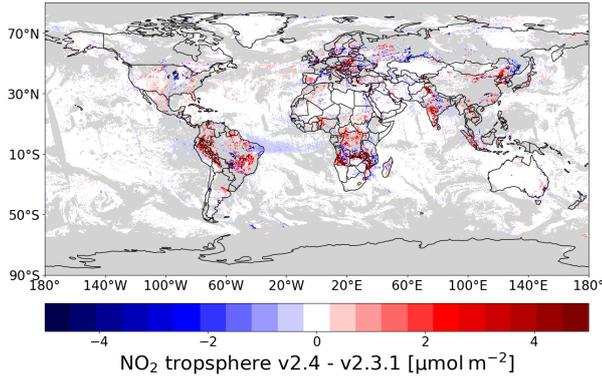 70°N
30°N
10°S
50°S
90°S
180° 140°W 100°W 60°W 20°W 20°E 60°E 100°E 140°E 180°
−4 −2 0 2 4
NO₂ tropsphere v2.4 - v2.3.1 [µmol m⁻²]